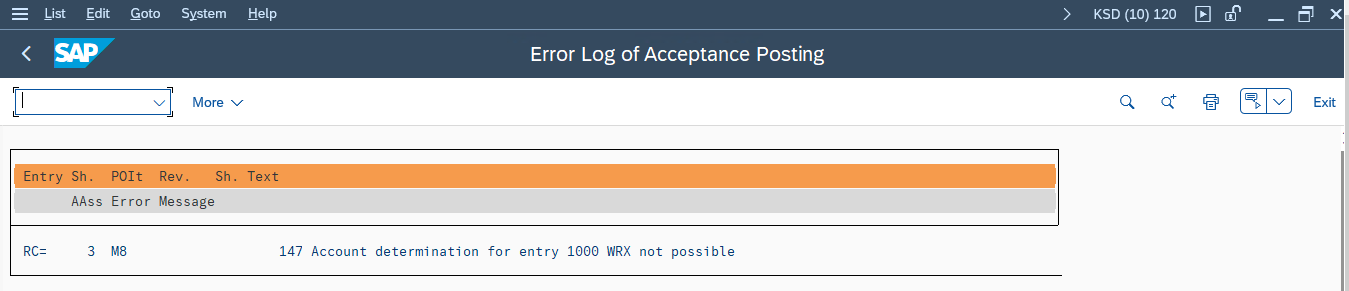 List Edit Goto System Help KSD (10) 120
SAP Error Log of Acceptance Posting
More Exit
Entry Sh. POIt Rev. Sh. Text
AAss Error Message
RC= 3 M8 147 Account determination for entry 1000 WRX not possible